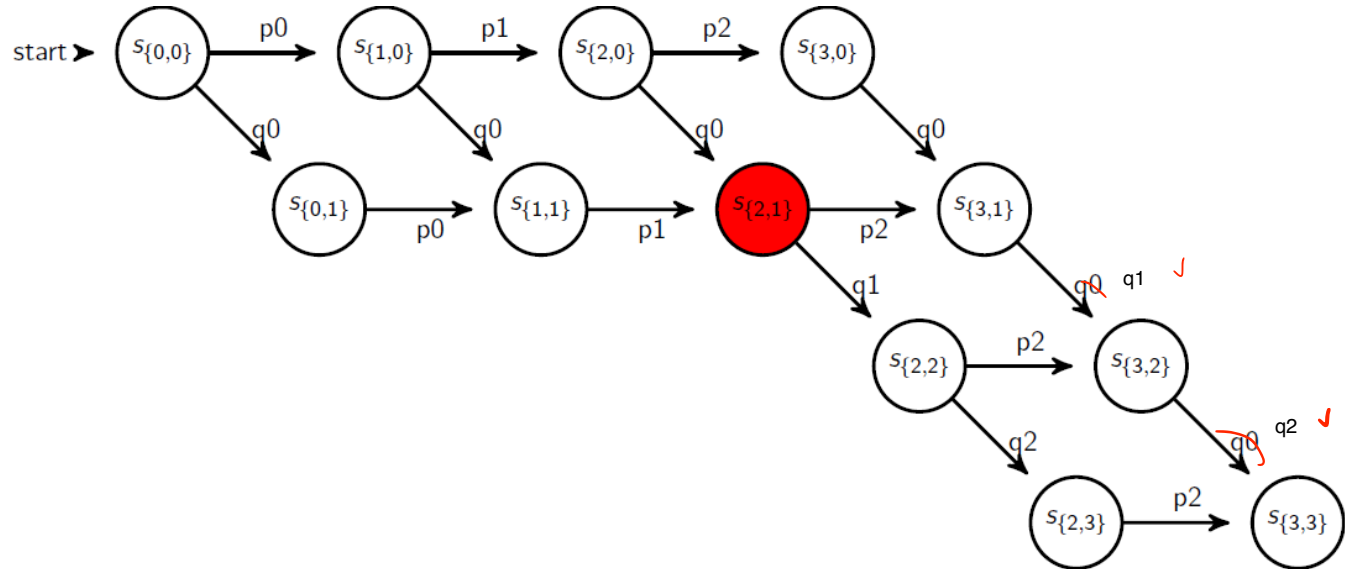 p0 p1 p2
start s{0,0} s{1,0} s{2,0} s{3,0}
q0 q0 q0 q0
s{0,1} s{1,1} s{2,1} s{3,1}
p0 p1 p2
q1 q0 q1
p2
s{2,2} s{3,2}
q2 q0 q2
p2
s{2,3} s{3,3}